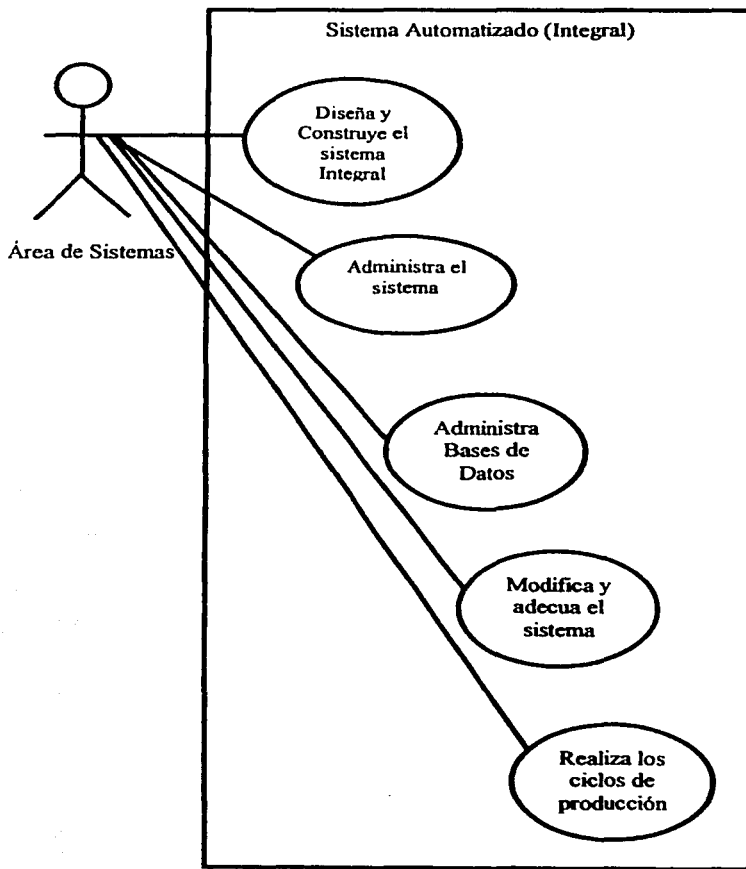 Sistema Automatizado (Integral)
Diseña y
Construye el
sistema
Integral
Área de Sistemas
Administra el
sistema
Administra
Bases de
Datos
Modifica y
adecua el
sistema
Realiza los
ciclos de
producción